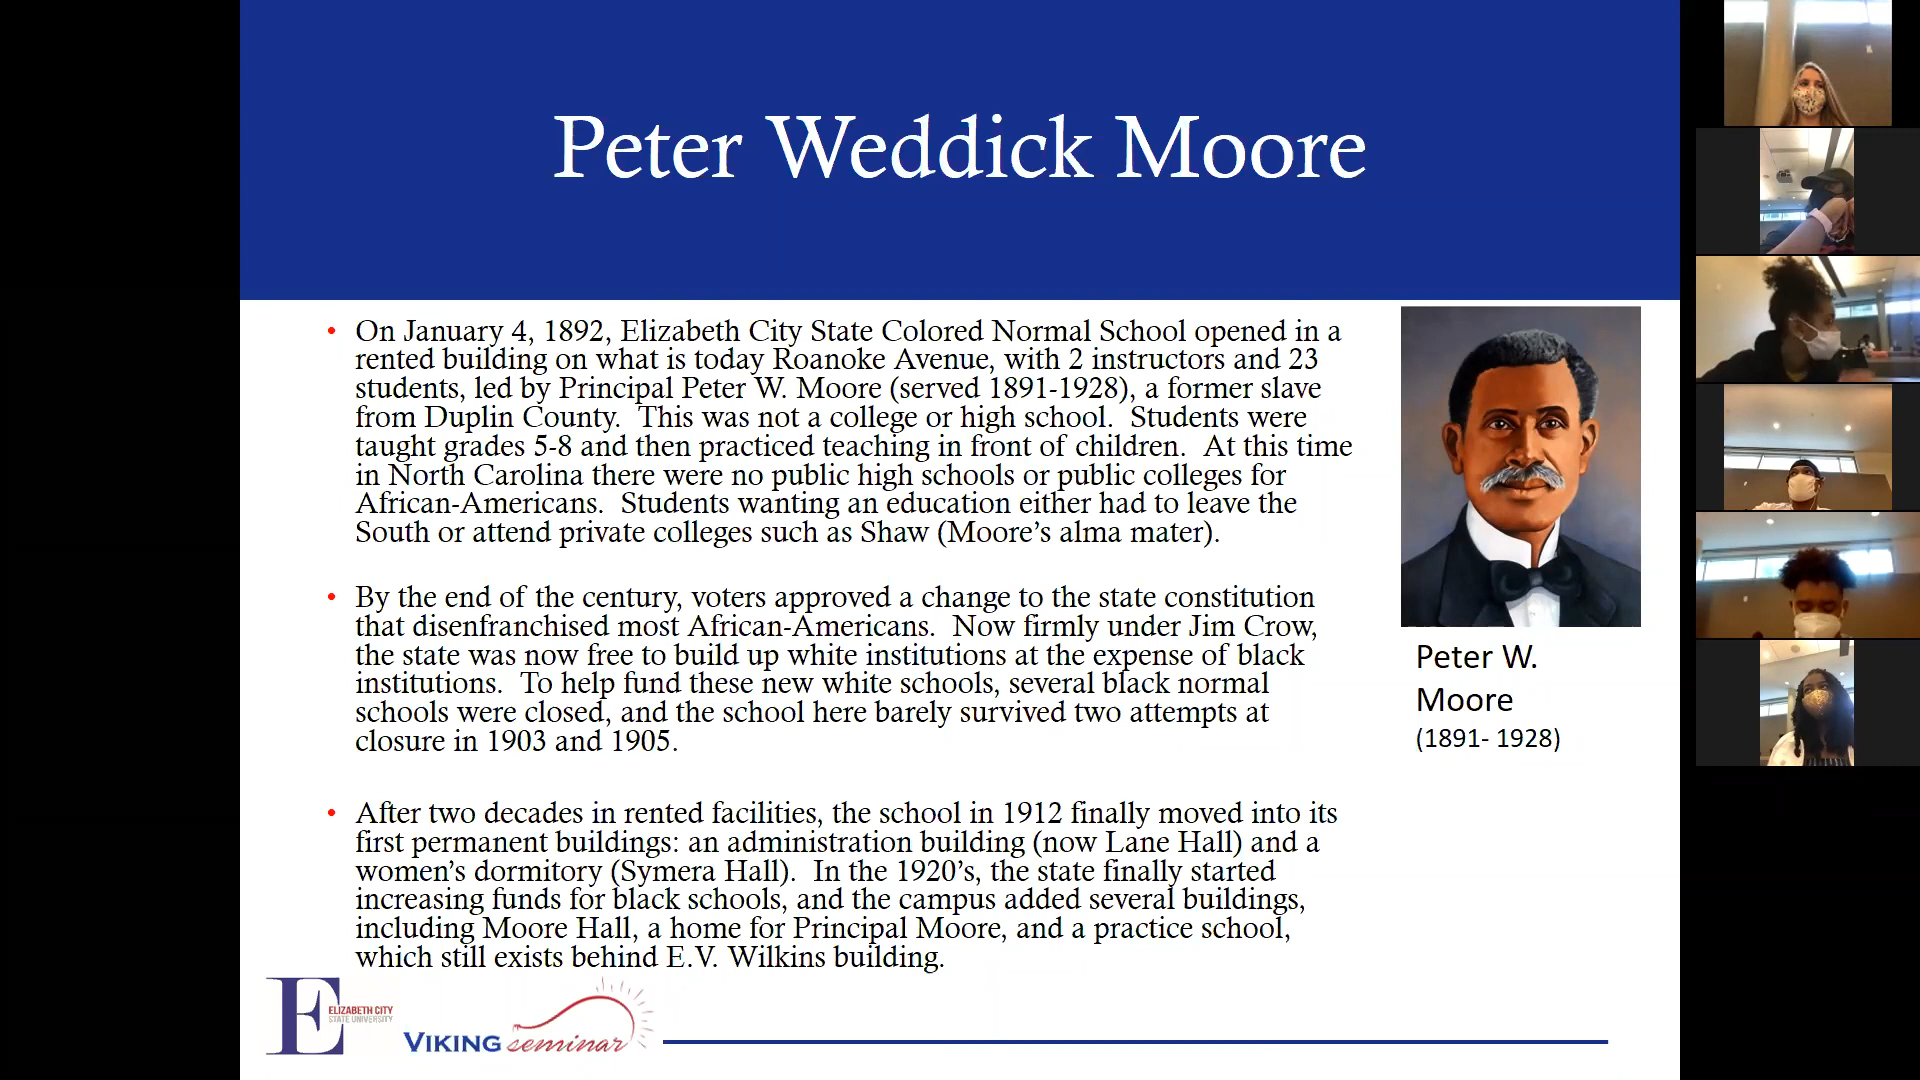 Peter Weddick Moore
• On January 4, 1892, Elizabeth City State Colored Normal School opened in a
rented building on what is today Roanoke Avenue, with 2 instructors and 23
students, led by Principal Peter W. Moore (served 1891-1928), a former slave
from Duplin County.  This was not a college or high school.  Students were
taught grades 5-8 and then practiced teaching in front of children.  At this time
in North Carolina there were no public high schools or public colleges for
African-Americans.  Students wanting an education either had to leave the
South or attend private colleges such as Shaw (Moore’s alma mater).
• By the end of the century, voters approved a change to the state constitution
that disenfranchised most African-Americans.  Now firmly under Jim Crow,
the state was now free to build up white institutions at the expense of black
institutions.  To help fund these new white schools, several black normal
schools were closed, and the school here barely survived two attempts at
closure in 1903 and 1905.
• After two decades in rented facilities, the school in 1912 finally moved into its
first permanent buildings: an administration building (now Lane Hall) and a
women’s dormitory (Symera Hall).  In the 1920’s, the state finally started
increasing funds for black schools, and the campus added several buildings,
including Moore Hall, a home for Principal Moore, and a practice school,
which still exists behind E.V. Wilkins building.
Peter W.
Moore
(1891- 1928)
E
ELIZABETH CITY
STATE UNIVERSITY
VIKING seminar